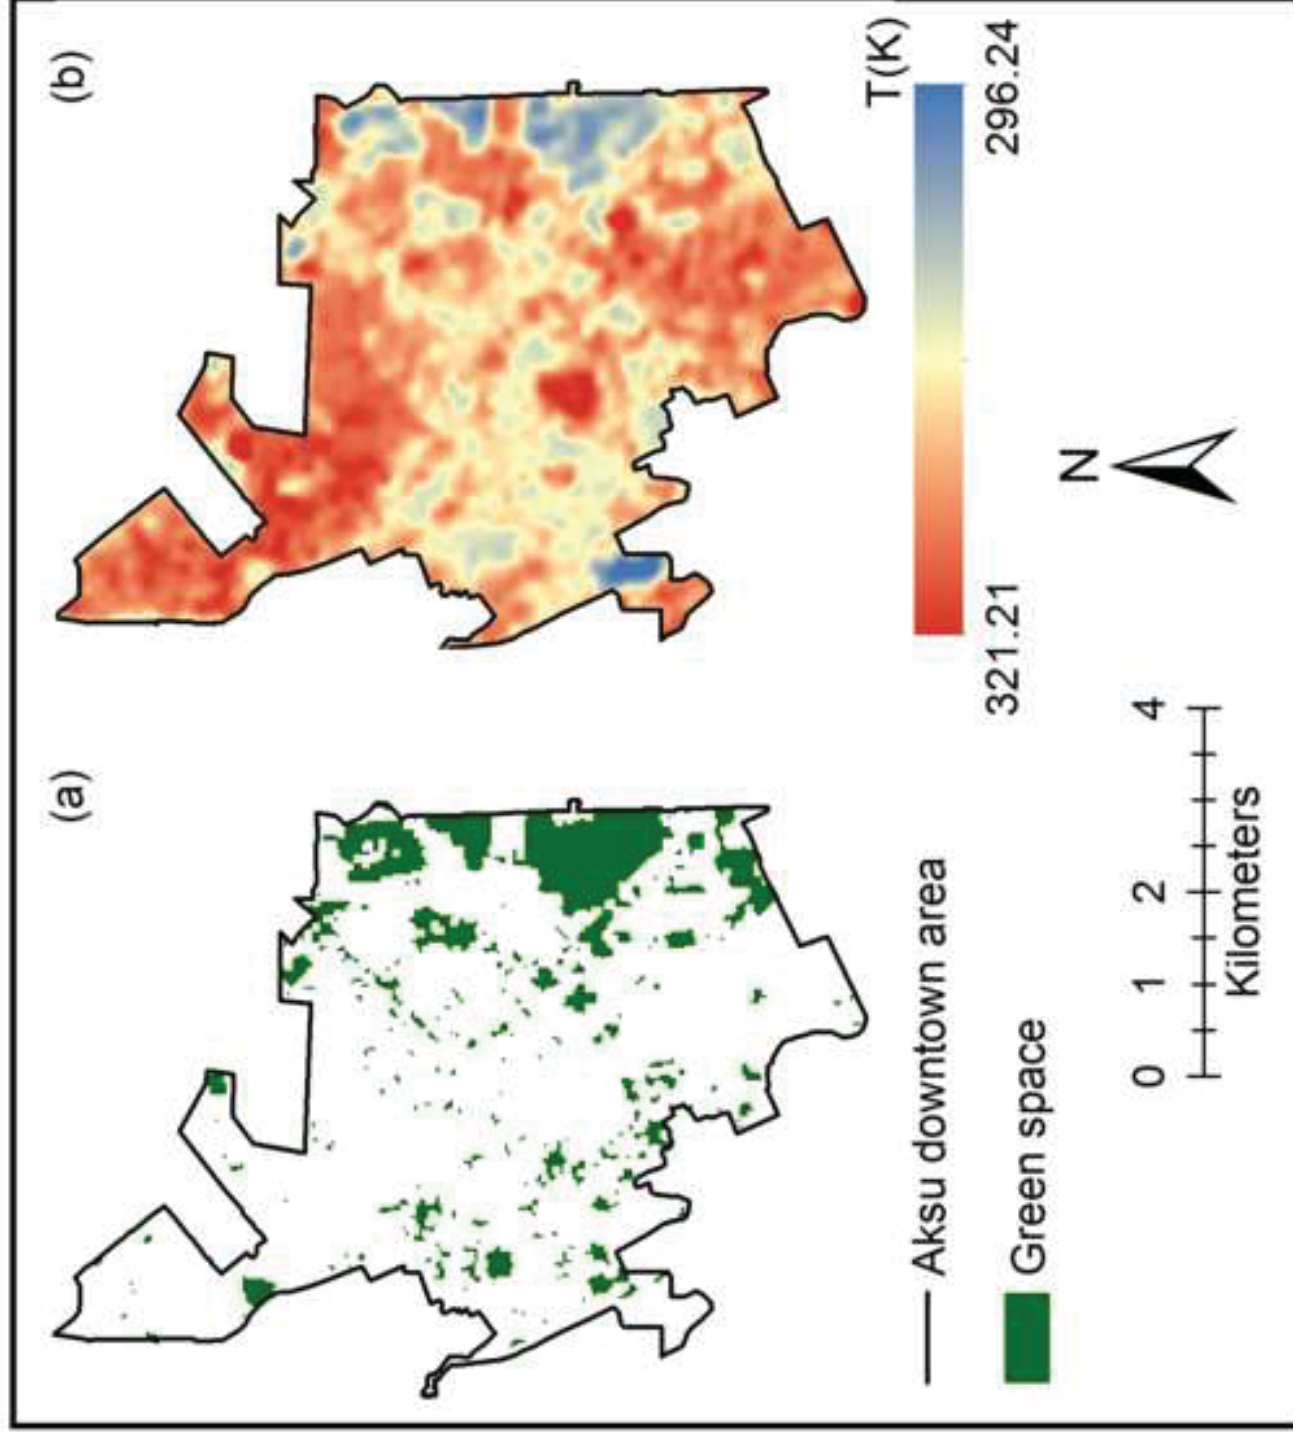 (a)
(b)
T(K)
321.21 296.24
Aksu downtown area
Green space
N
0 1 2 4
Kilometers